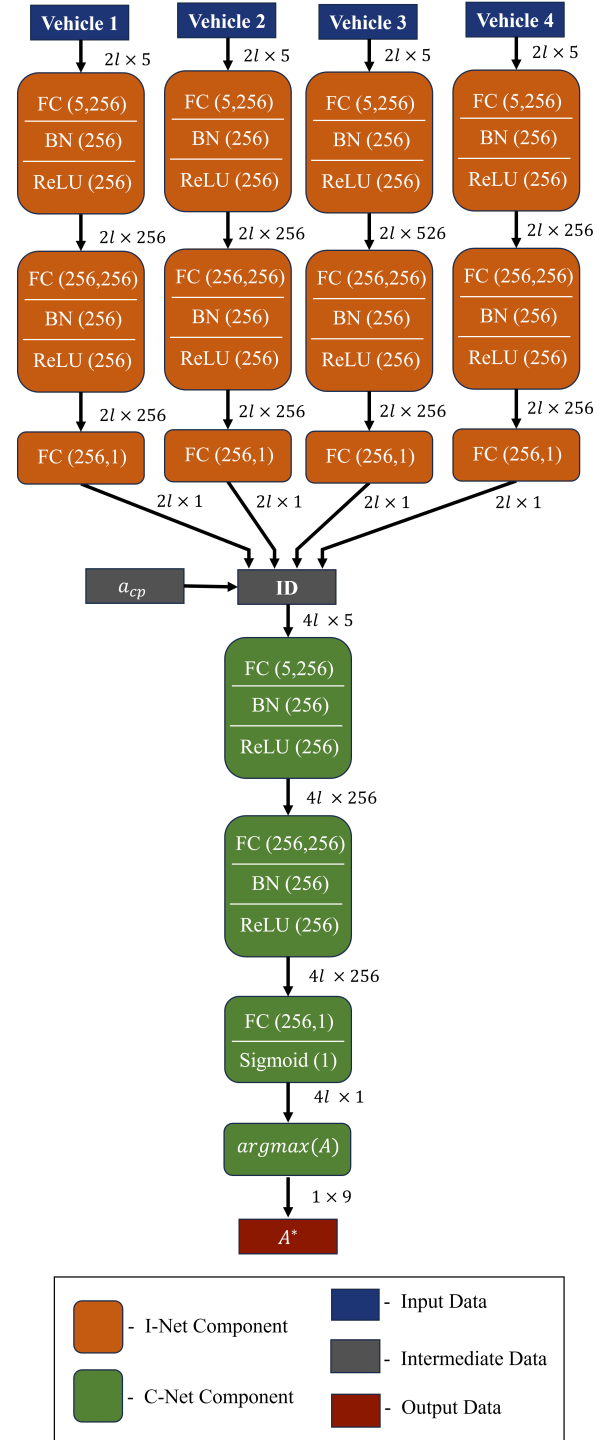 Vehicle 1 Vehicle 2 Vehicle 3 Vehicle 4
2l × 5 2l × 5 2l × 5 2l × 5
FC (5,256) FC (5,256) FC (5,256) FC (5,256)
BN (256) BN (256) BN (256) BN (256)
ReLU (256) ReLU (256) ReLU (256) ReLU (256)
2l × 256 2l × 256 2l × 526 2l × 256
FC (256,256) FC (256,256) FC (256,256) FC (256,256)
BN (256) BN (256) BN (256) BN (256)
ReLU (256) ReLU (256) ReLU (256) ReLU (256)
2l × 256 2l × 256 2l × 256 2l × 256
FC (256,1) FC (256,1) FC (256,1) FC (256,1)
2l × 1 2l × 1 2l × 1 2l × 1
a_cp ID
4l × 5
FC (5,256)
BN (256)
ReLU (256)
4l × 256
FC (256,256)
BN (256)
ReLU (256)
4l × 256
FC (256,1)
Sigmoid (1)
4l × 1
argmax(A)
1 × 9
A*
- I-Net Component
- C-Net Component
- Input Data
- Intermediate Data
- Output Data